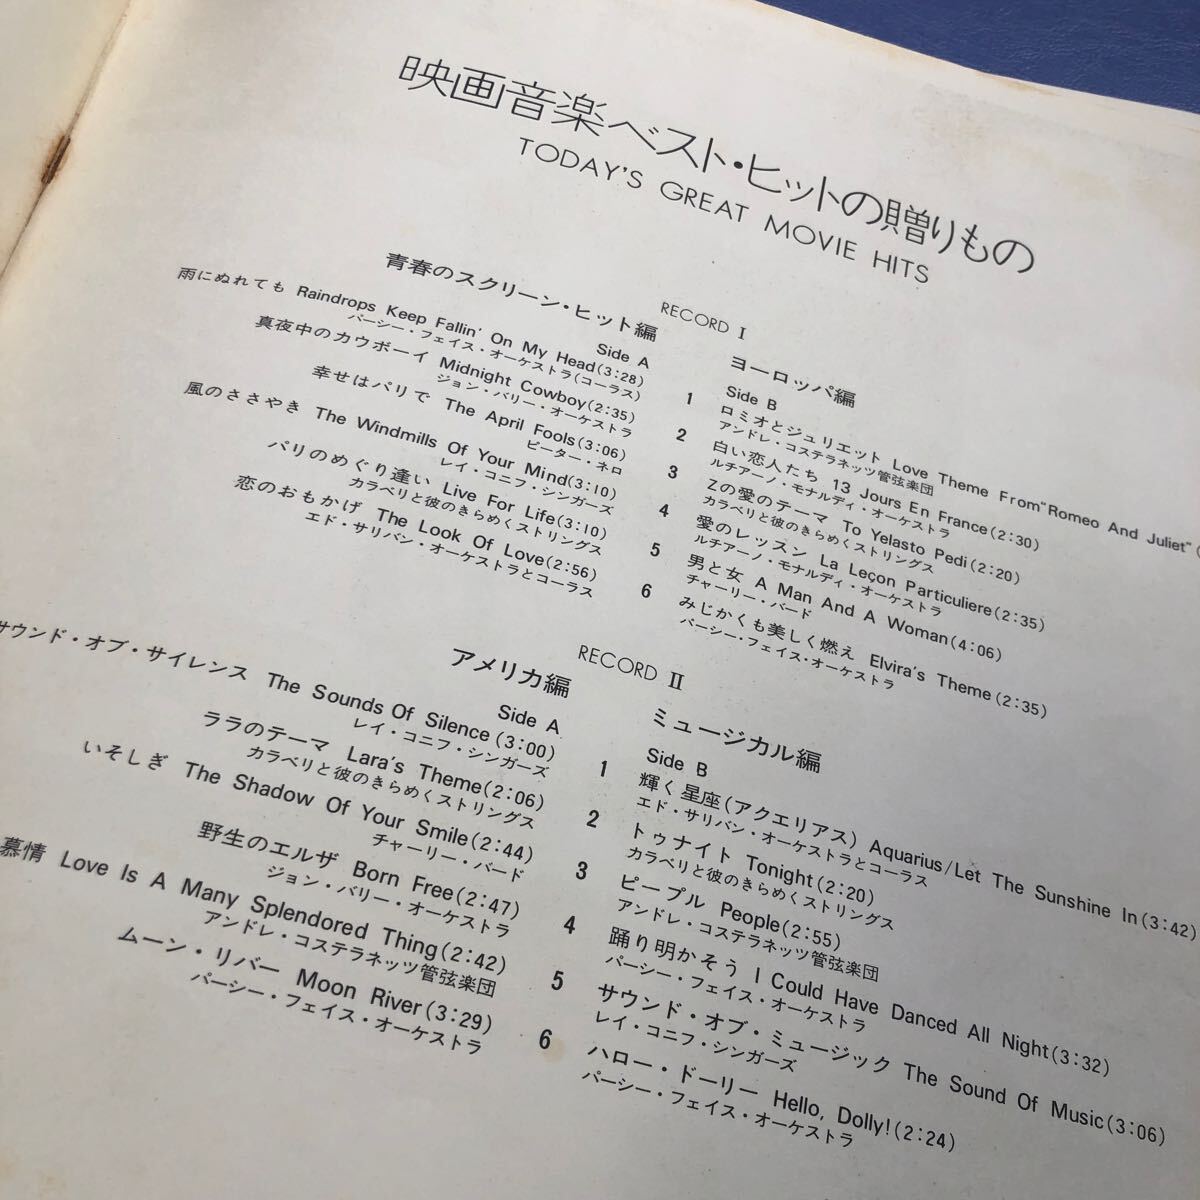 映画音楽ベスト・ヒットの贈りもの
TODAY'S GREAT MOVIE HITS
RECORD I
青春のスクリーン・ヒット編
Side A
雨にぬれても Raindrops Keep Fallin' On My Head(3:28)
パーシー・フェイス・オーケストラ(コーラス)
真夜中のカウボーイ Midnight Cowboy(2:35)
ジョン・バリー・オーケストラ
幸せはパリで The April Fools(3:06)
ピーター・ネロ
風のささやき The Windmills Of Your Mind(3:10)
レイ・コニフ・シンガーズ
パリのめぐり逢い Live For Life(3:10)
カラベリと彼のきらめくストリングス
恋のおもかげ The Look Of Love(2:56)
エド・サリバン・オーケストラとコーラス
ヨーロッパ編
Side B
1 ロミオとジュリエット Love Theme From"Romeo And Juliet"(
アンドレ・コステラネッツ管弦楽団
2 白い恋人たち 13 Jours En France(2:30)
ルチアーノ・モナルディ・オーケストラ
3 Zの愛のテーマ To Yelasto Pedi(2:20)
カラベリと彼のきらめくストリングス
4 愛のレッスン La Leçon Particuliere(2:35)
ルチアーノ・モナルディ・オーケストラ
5 男と女 A Man And A Woman(4:06)
チャーリー・バード
6 みじかくも美しく燃え Elvira's Theme(2:35)
パーシー・フェイス・オーケストラ
RECORD II
アメリカ編
Side A
サウンド・オブ・サイレンス The Sounds Of Silence(3:00)
レイ・コニフ・シンガーズ
ララのテーマ Lara's Theme(2:06)
カラベリと彼のきらめくストリングス
いそしぎ The Shadow Of Your Smile(2:44)
チャーリー・バード
野生のエルザ Born Free(2:47)
ジョン・バリー・オーケストラ
慕情 Love Is A Many Splendored Thing(2:42)
アンドレ・コステラネッツ管弦楽団
ムーン・リバー Moon River(3:29)
パーシー・フェイス・オーケストラ
ミュージカル編
Side B
1 輝く星座(アクエリアス) Aquarius/Let The Sunshine In(3:42)
エド・サリバン・オーケストラとコーラス
2 トゥナイト Tonight(2:20)
カラベリと彼のきらめくストリングス
3 ピープル People(2:55)
アンドレ・コステラネッツ管弦楽団
4 踊り明かそう I Could Have Danced All Night(3:32)
パーシー・フェイス・オーケストラ
5 サウンド・オブ・ミュージック The Sound Of Music(3:06)
レイ・コニフ・シンガーズ
6 ハロー・ドーリー Hello, Dolly!(2:24)
パーシー・フェイス・オーケストラ